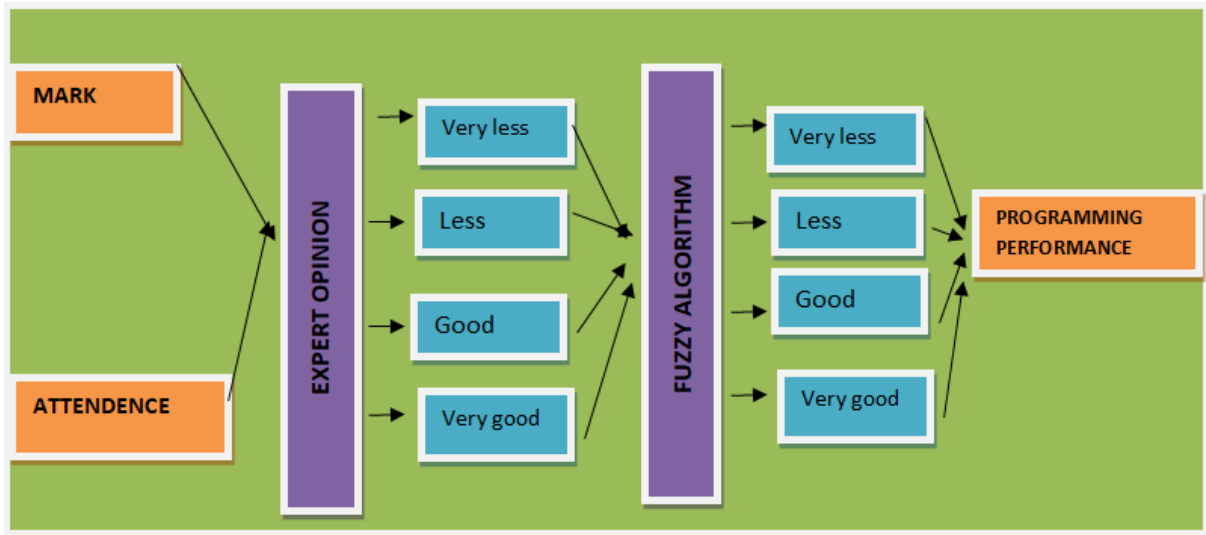 MARK
ATTENDENCE
EXPERT OPINION
Very less
Less
Good
Very good
FUZZY ALGORITHM
Very less
Less
Good
Very good
PROGRAMMING
PERFORMANCE